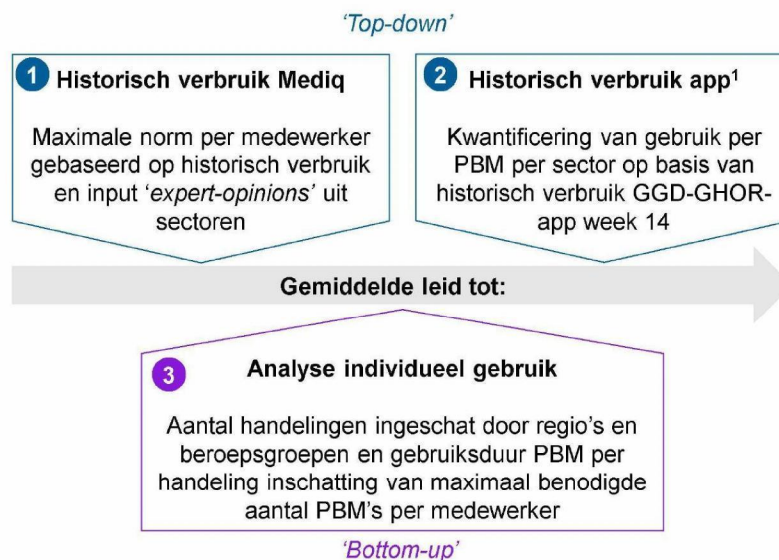 ‘Top-down’
1 Historisch verbruik Mediq
Maximale norm per medewerker
gebaseerd op historisch verbruik
en input ‘expert-opinions’ uit
sectoren
2 Historisch verbruik app¹
Kwantificering van gebruik per
PBM per sector op basis van
historisch verbruik GGD-GHOR-
app week 14
Gemiddelde leid tot:
3 Analyse individueel gebruik
Aantal handelingen ingeschat door regio’s en
beroepsgroepen en gebruiksduur PBM per
handeling inschatting van maximaal benodigde
aantal PBM’s per medewerker
‘Bottom-up’